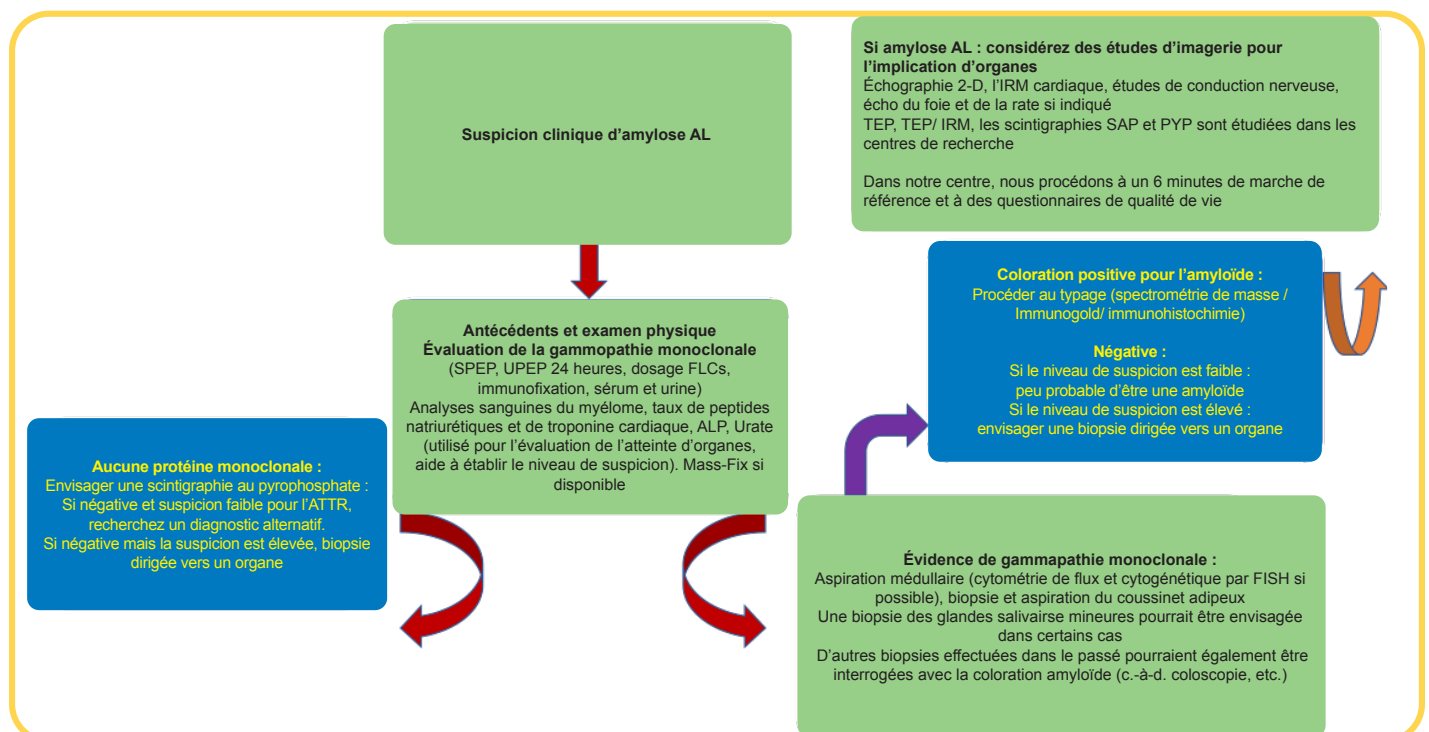 Suspicion clinique d'amylose AL
Si amylose AL : considérez des études d'imagerie pour
l'implication d'organes
Échographie 2-D, l'IRM cardiaque, études de conduction nerveuse,
écho du foie et de la rate si indiqué
TEP, TEP/ IRM, les scintigraphies SAP et PYP sont étudiées dans les
centres de recherche
Dans notre centre, nous procédons à un 6 minutes de marche de
référence et à des questionnaires de qualité de vie
Antécédents et examen physique
Évaluation de la gammopathie monoclonale
(SPEP, UPEP 24 heures, dosage FLCs,
immunofixation, sérum et urine)
Analyses sanguines du myélome, taux de peptides
natriurétiques et de troponine cardiaque, ALP, Urate
(utilisé pour l'évaluation de l'atteinte d'organes,
aide à établir le niveau de suspicion). Mass-Fix si
disponible
Coloration positive pour l'amyloïde :
Procéder au typage (spectrométrie de masse /
Immunogold/ immunohistochimie)
Négative :
Si le niveau de suspicion est faible :
peu probable d'être une amyloïde
Si le niveau de suspicion est élevé :
envisager une biopsie dirigée vers un organe
Aucune protéine monoclonale :
Envisager une scintigraphie au pyrophosphate :
Si négative et suspicion faible pour l'ATTR,
recherchez un diagnostic alternatif.
Si négative mais la suspicion est élevée, biopsie
dirigée vers un organe
Évidence de gammapathie monoclonale :
Aspiration médullaire (cytométrie de flux et cytogénétique par FISH si
possible), biopsie et aspiration du coussinet adipeux
Une biopsie des glandes salivairse mineures pourrait être envisagée
dans certains cas
D'autres biopsies effectuées dans le passé pourraient également être
interrogées avec la coloration amyloïde (c.-à-d. coloscopie, etc.)